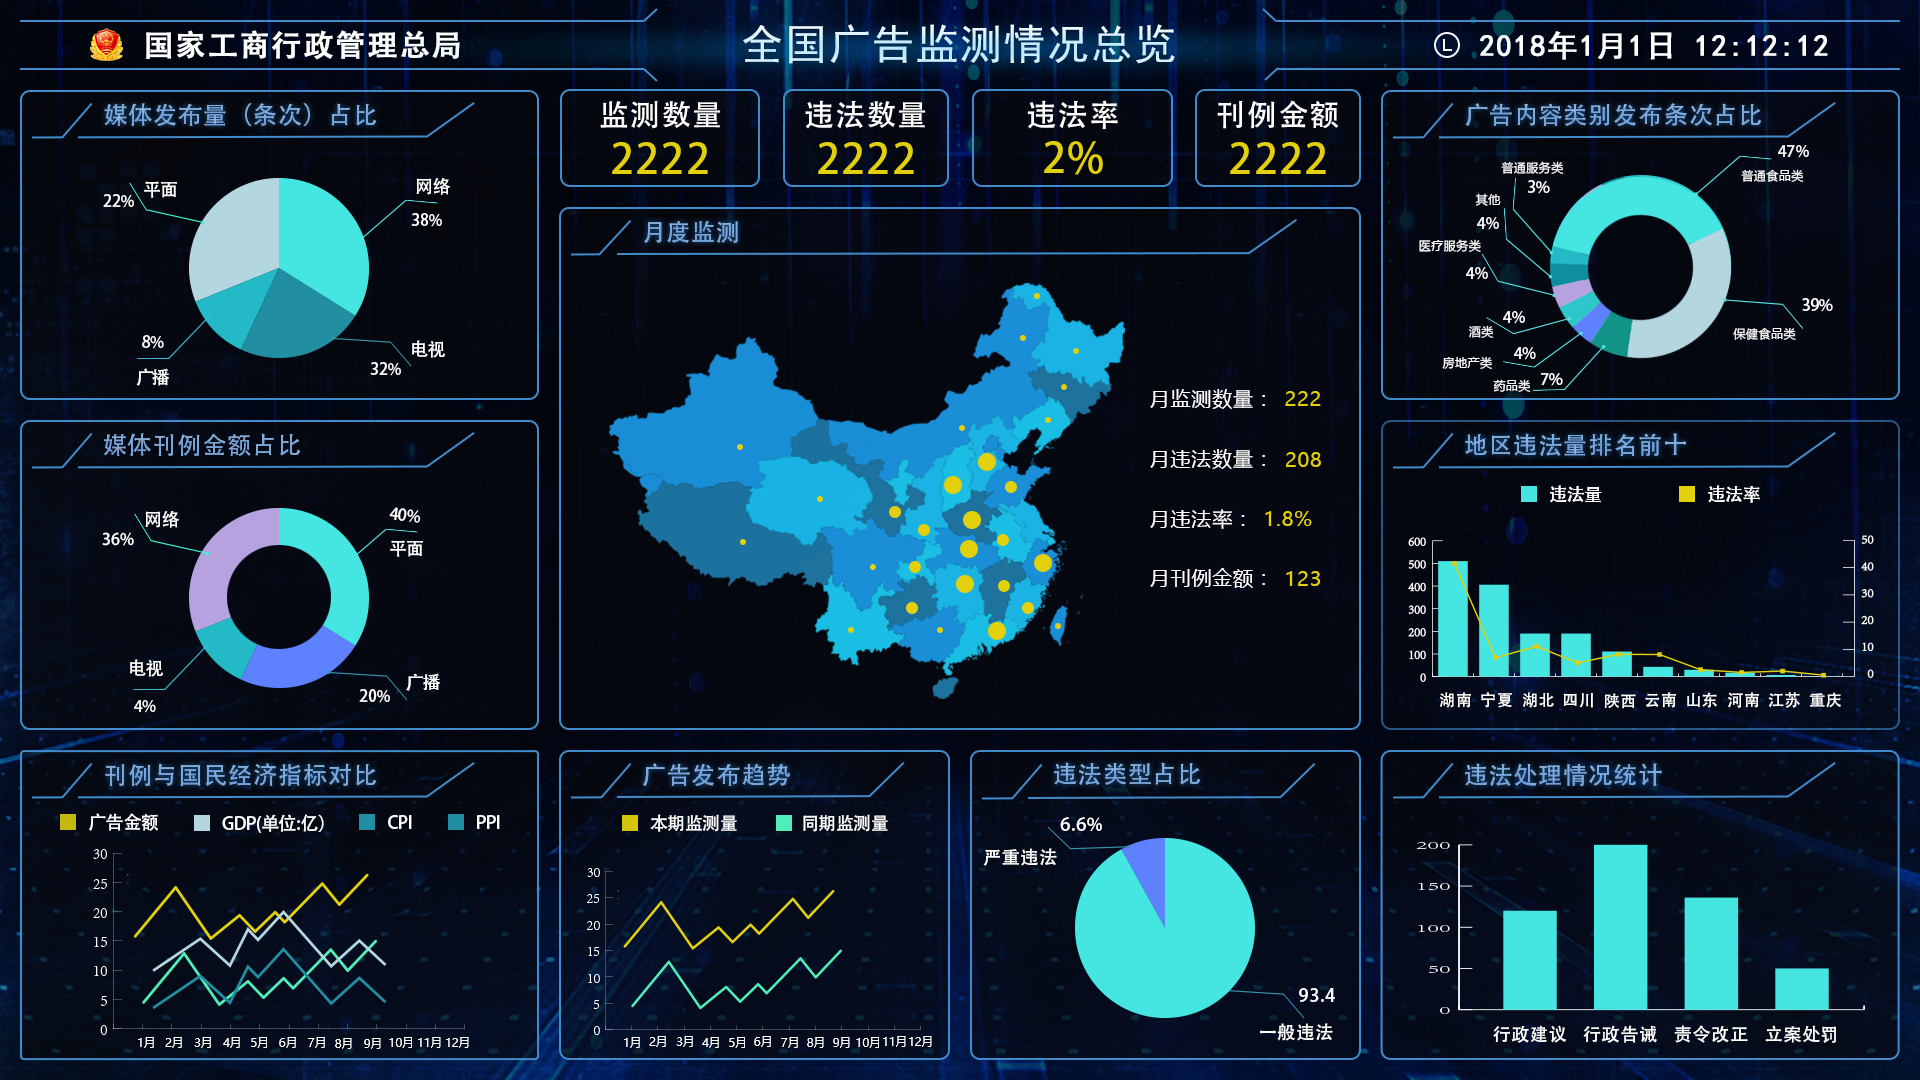 国家工商行政管理总局
全国广告监测情况总览
2018年1月1日 12:12:12
媒体发布量（条次）占比
网络
38%
电视
32%
8%
广播
22%
平面
监测数量
2222
违法数量
2222
违法率
2%
刊例金额
2222
广告内容类别发布条次占比
47%
普通食品类
39%
保健食品类
7%
药品类
4%
房地产类
4%
酒类
4%
医疗服务类
4%
其他
3%
普通服务类
月度监测
月监测数量： 222
月违法数量： 208
月违法率： 1.8%
月刊例金额： 123
媒体刊例金额占比
40%
平面
20%
广播
电视
4%
36%
网络
地区违法量排名前十
违法量 违法率
600
500
400
300
200
100
0
50
40
30
20
10
0
湖南 宁夏 湖北 四川 陕西 云南 山东 河南 江苏 重庆
刊例与国民经济指标对比
广告金额 GDP(单位:亿） CPI PPI
30
25
20
15
10
5
0
1月 2月 3月 4月 5月 6月 7月 8月 9月 10月 11月 12月
广告发布趋势
本期监测量 同期监测量
30
25
20
15
10
5
0
1月 2月 3月 4月 5月 6月 7月 8月 9月 10月 11月 12月
违法类型占比
6.6%
严重违法
93.4
一般违法
违法处理情况统计
200
150
100
50
0
行政建议 行政告诫 责令改正 立案处罚